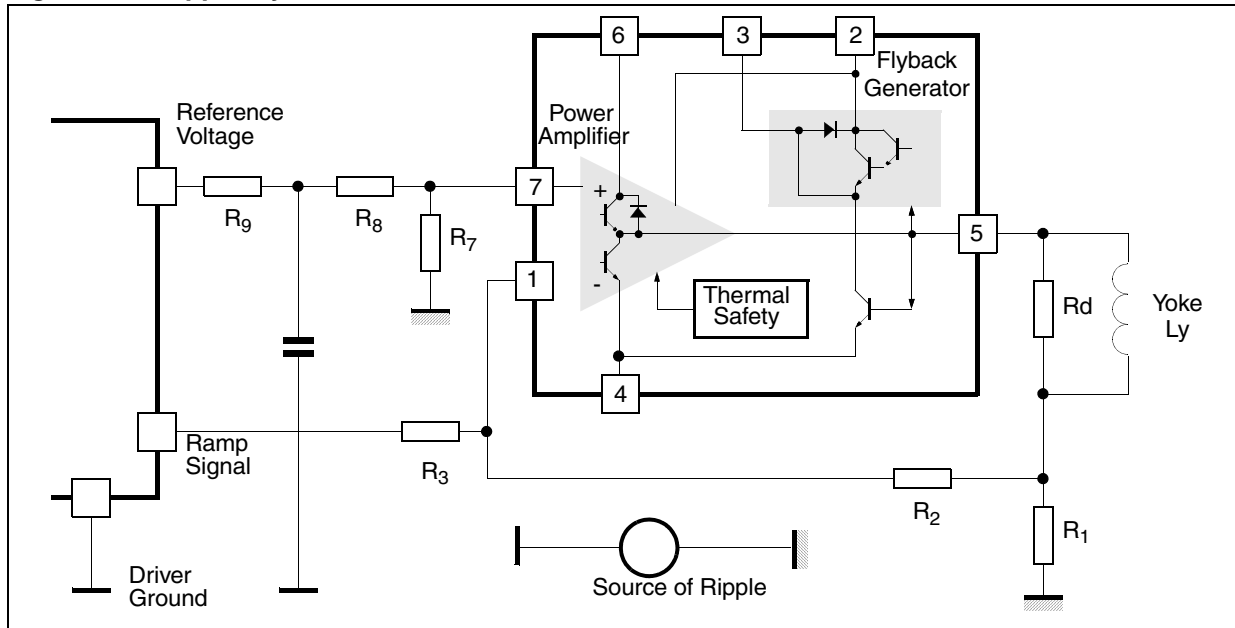 6
3
2
Flyback
Generator
Reference
Voltage
Power
Amplifier
7
+
R9
R8
R7
5
1
-
Thermal
Safety
Rd
Yoke
Ly
4
Ramp
Signal
R3
R2
R1
Driver
Ground
Source of Ripple